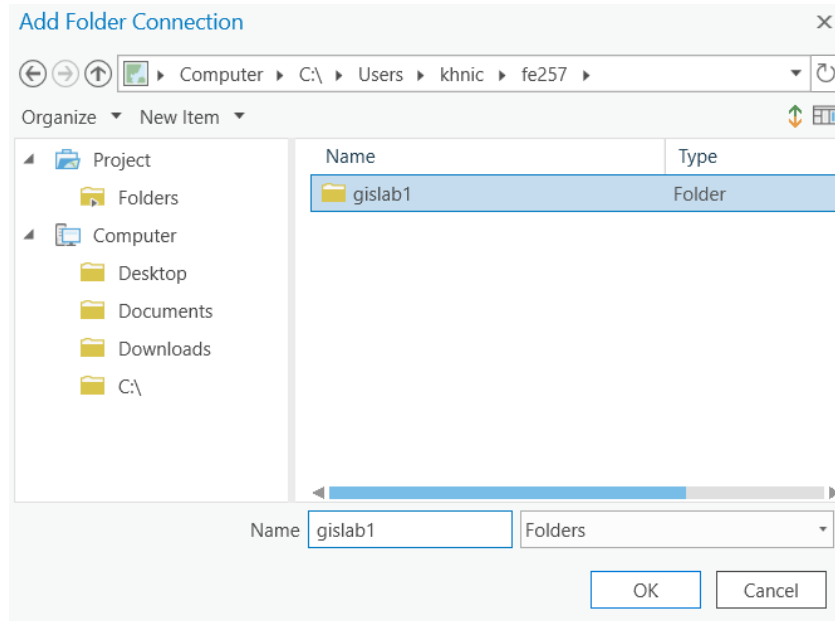 Add Folder Connection
Computer C:\ Users khnic fe257
Organize New Item
Name Type
Project
Folders
Computer
Desktop
Documents
Downloads
C:\
gislab1 Folder
Name gislab1 Folders
OK Cancel